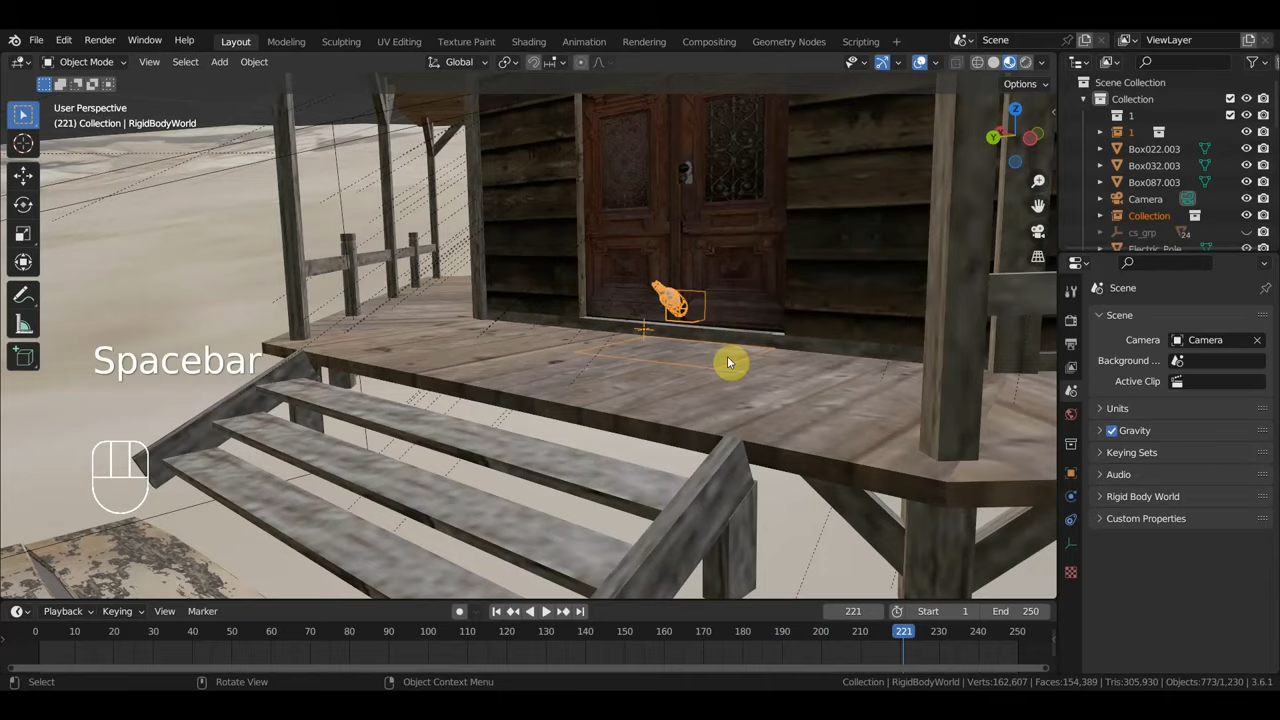 File Edit Render Window Help Layout Modeling Sculpting UV Editing Texture Paint Shading Animation Rendering Compositing Geometry Nodes Scripting + Scene ViewLayer
Object Mode View Select Add Object Global
Options
User Perspective
(221) Collection | RigidBodyWorld
Z
Y
Scene Collection
Collection
1
1
Box022.003
Box032.003
Box087.003
Camera
Collection
cs_grp 24
Electric_Pole
Scene
Scene
Camera Camera
Background ...
Active Clip
Units
Gravity
Keying Sets
Audio
Rigid Body World
Custom Properties
Spacebar
Playback Keying View Marker 221 Start 1 End 250
0 10 20 30 40 50 60 70 80 90 100 110 120 130 140 150 160 170 180 190 200 210 221 230 240 250
Select Rotate View Object Context Menu Collection | RigidBodyWorld | Verts:162,607 | Faces:154,389 | Tris:305,930 | Objects:773/1,230 | 3.6.1